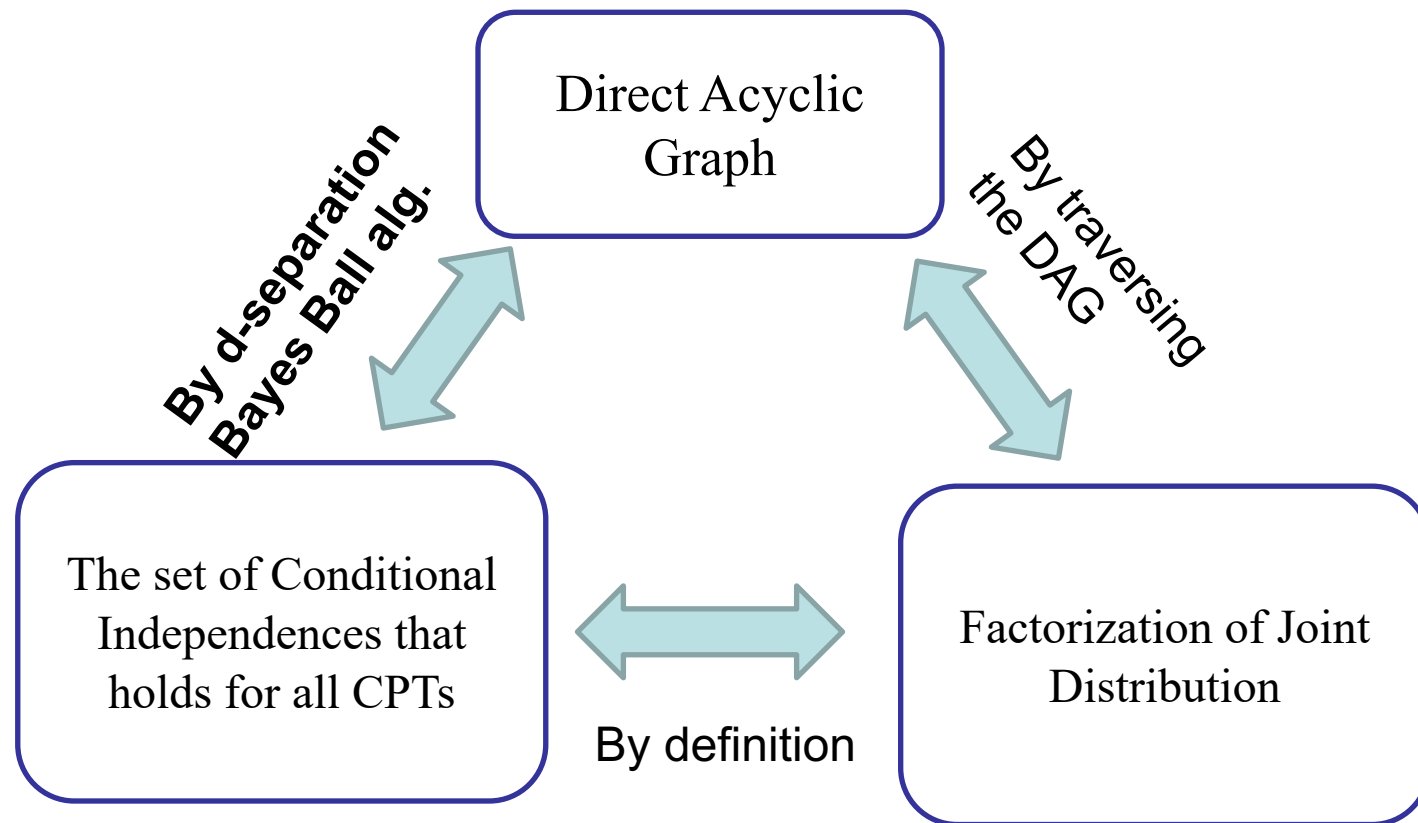 Direct Acyclic
Graph
By d-separation
Bayes Ball alg.
By traversing
the DAG
The set of Conditional
Independences that
holds for all CPTs
Factorization of Joint
Distribution
By definition